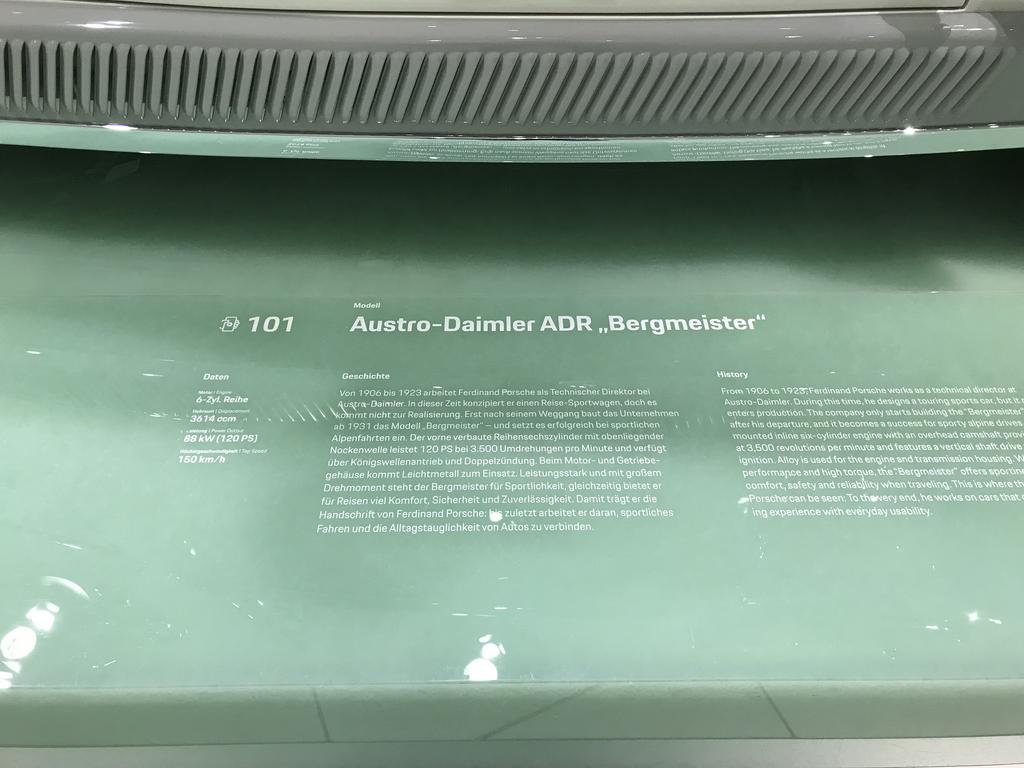 101
Modell
Austro-Daimler ADR „Bergmeister“
Daten
Motor | Engine
6-Zyl. Reihe
Hubraum | Displacement
3614 ccm
Leistung | Power Output
88 kW (120 PS)
Höchstgeschwindigkeit | Top Speed
150 km/h
Geschichte
Von 1906 bis 1923 arbeitet Ferdinand Porsche als Technischer Direktor bei
Austro-Daimler. In dieser Zeit konzipiert er einen Reise-Sportwagen, doch es
kommt nicht zur Realisierung. Erst nach seinem Weggang baut das Unternehmen
ab 1931 das Modell „Bergmeister“ – und setzt es erfolgreich bei sportlichen
Alpenfahrten ein. Der vorne verbaute Reihensechszylinder mit obenliegender
Nockenwelle leistet 120 PS bei 3.500 Umdrehungen pro Minute und verfügt
über Königswellenantrieb und Doppelzündung. Beim Motor- und Getriebe-
gehäuse kommt Leichtmetall zum Einsatz. Leistungsstark und mit großem
Drehmoment steht der Bergmeister für Sportlichkeit, gleichzeitig bietet er
für Reisen viel Komfort, Sicherheit und Zuverlässigkeit. Damit trägt er die
Handschrift von Ferdinand Porsche: bis zuletzt arbeitet er daran, sportliches
Fahren und die Alltagstauglichkeit von Autos zu verbinden.
History
From 1906 to 1923, Ferdinand Porsche works as a technical director at
Austro-Daimler. During this time, he designs a touring sports car, but it
enters production. The company only starts building the "Bergmeister"
after his departure, and it becomes a success for sporty alpine drives
mounted inline six-cylinder engine with an overhead camshaft
at 3,500 revolutions per minute and features a vertical shaft drive
ignition. Alloy is used for the engine and transmission housing.
performance and high torque, the "Bergmeister" offers
comfort, safety and reliability when traveling. This is where
Porsche can be seen. To the very end, he works on cars that
ing experience with everyday usability.